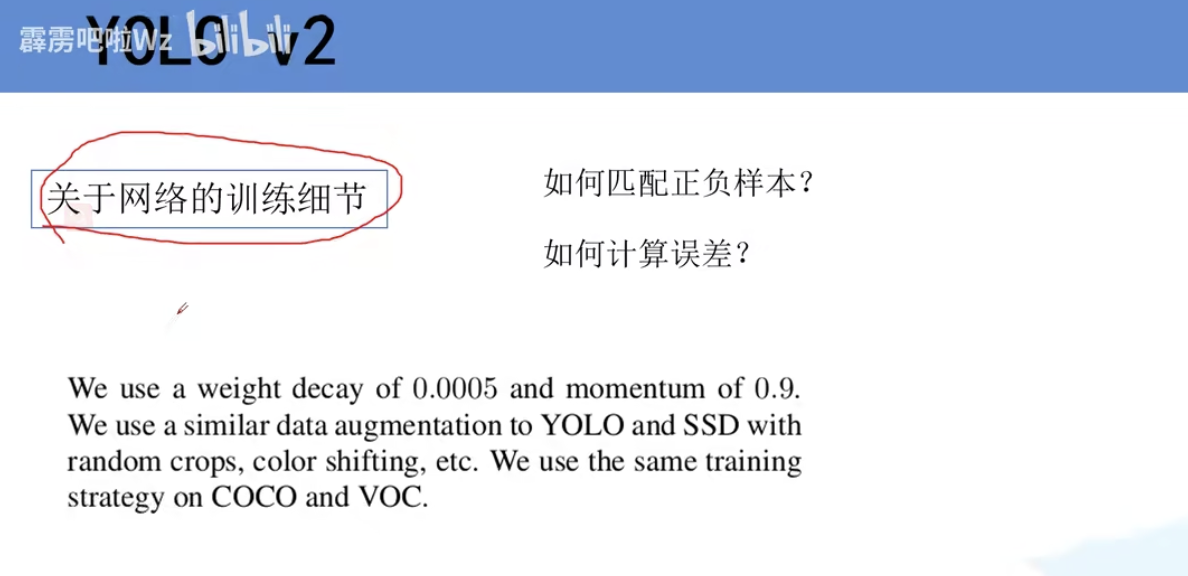 霹雳吧啦Wz bilibili
YOLO v2
关于网络的训练细节
如何匹配正负样本?
如何计算误差?
We use a weight decay of 0.0005 and momentum of 0.9.
We use a similar data augmentation to YOLO and SSD with
random crops, color shifting, etc. We use the same training
strategy on COCO and VOC.